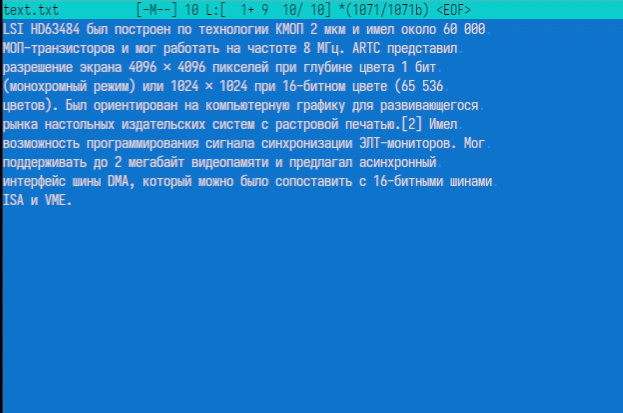 text.txt [-M--] 10 L:[ 1+ 9 10/ 10] *(1071/1071b) <EOF>
LSI HD63484 был построен по технологии КМОП 2 мкм и имел около 60 000
МОП-транзисторов и мог работать на частоте 8 МГц. ARTC представил
разрешение экрана 4096 × 4096 пикселей при глубине цвета 1 бит
(монохромный режим) или 1024 × 1024 при 16-битном цвете (65 536
цветов). Был ориентирован на компьютерную графику для развивающегося
рынка настольных издательских систем с растровой печатью.[2] Имел
возможность программирования сигнала синхронизации ЭЛТ-мониторов. Мог
поддерживать до 2 мегабайт видеопамяти и предлагал асинхронный
интерфейс шины DMA, который можно было сопоставить с 16-битными шинами
ISA и VME.